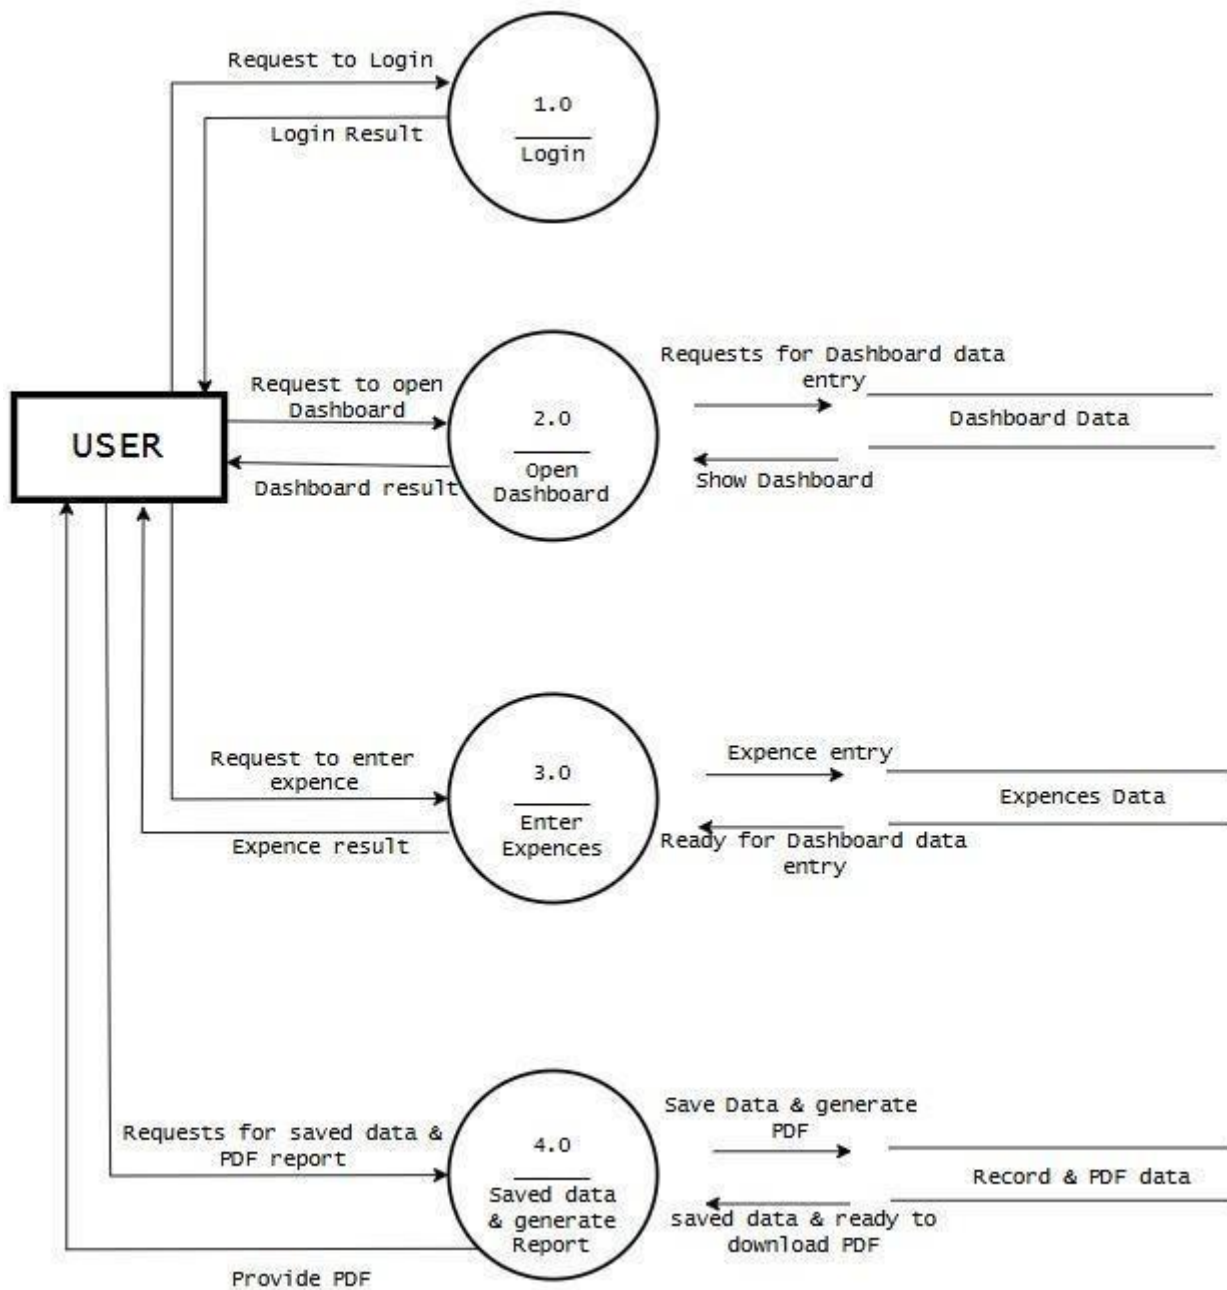 Request to Login
1.0
Login Result
Login
Requests for Dashboard data
entry
Request to open
Dashboard
2.0
Dashboard Data
USER
Open
Dashboard
Dashboard result
Show Dashboard
Request to enter
expence
3.0
Expence entry
Expences Data
Enter
Expences
Expence result
Ready for Dashboard data
entry
Save Data & generate
PDF
Requests for saved data &
PDF report
4.0
Record & PDF data
Saved data
& generate
Report
saved data & ready to
download PDF
Provide PDF